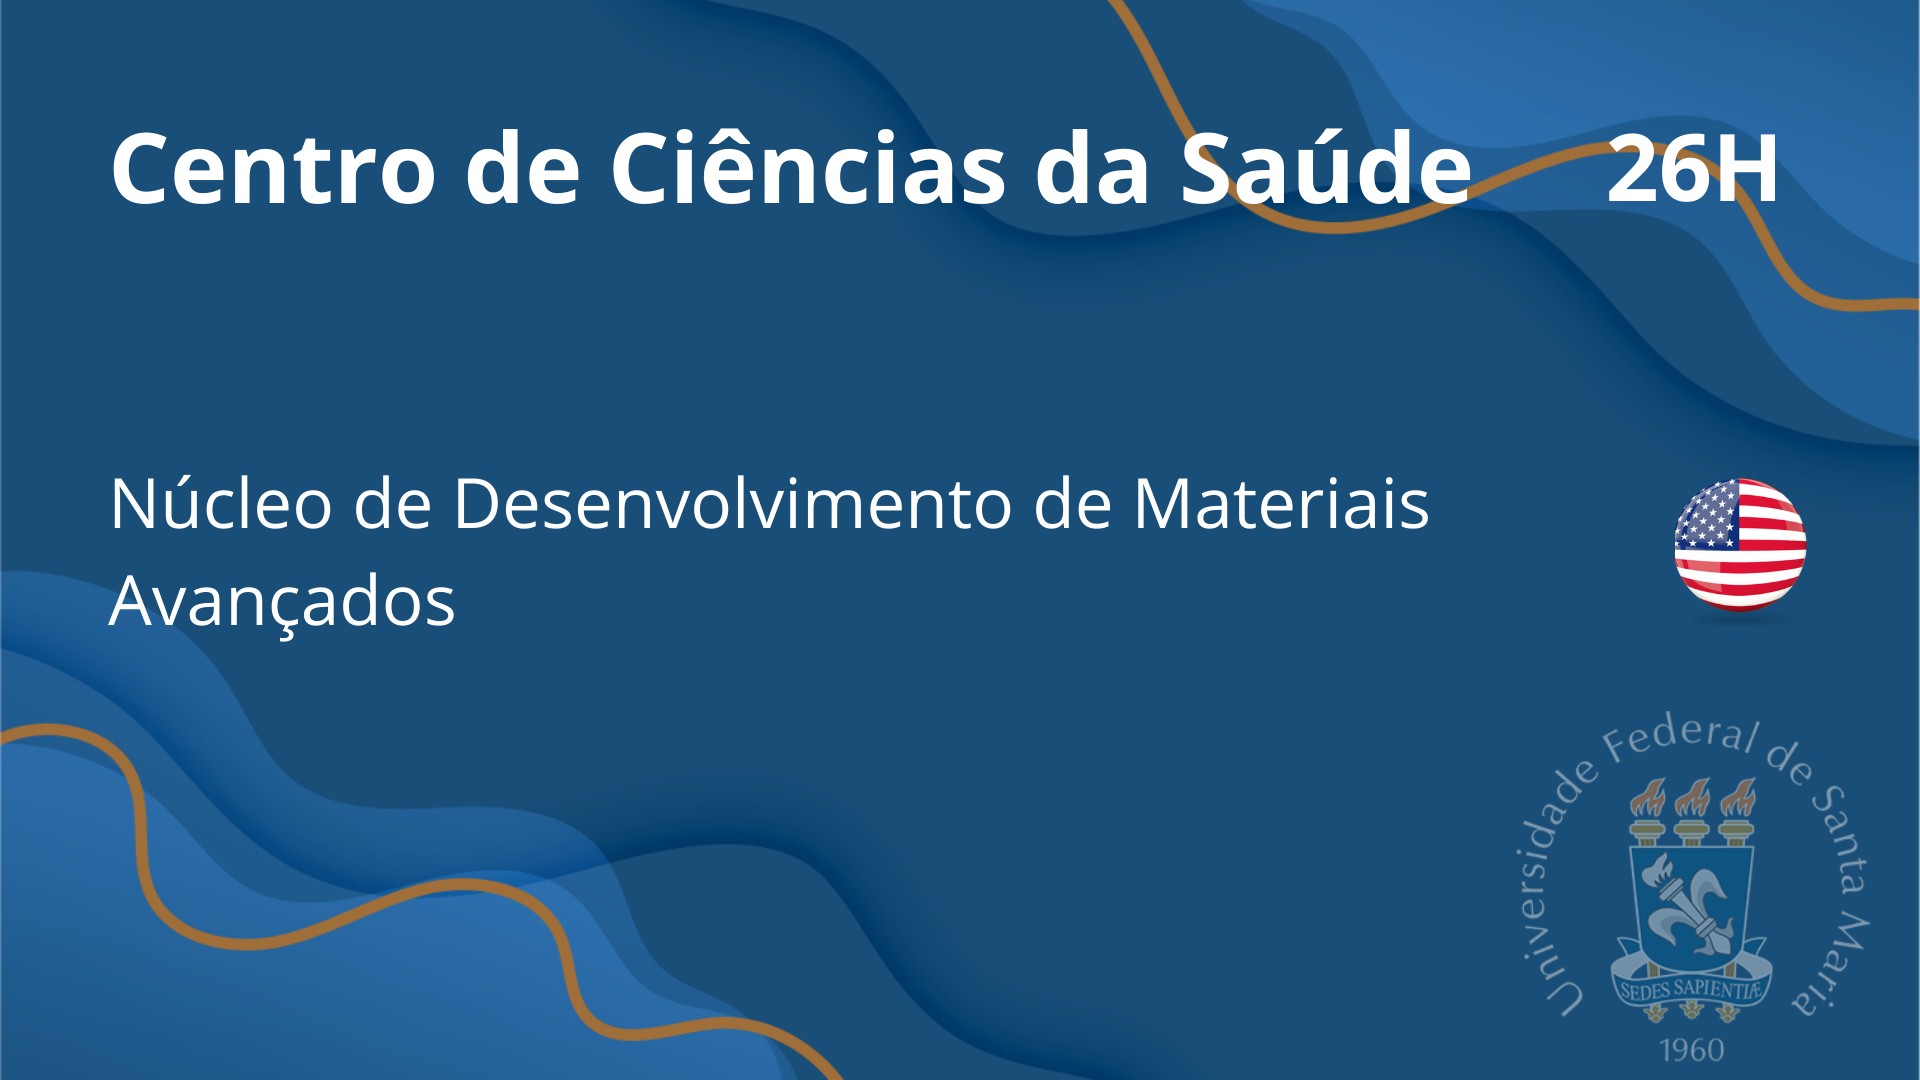 Centro de Ciências da Saúde 26H
Núcleo de Desenvolvimento de Materiais
Avançados
Universidade Federal de Santa Maria
SEDES SAPIENTIÆ
1960